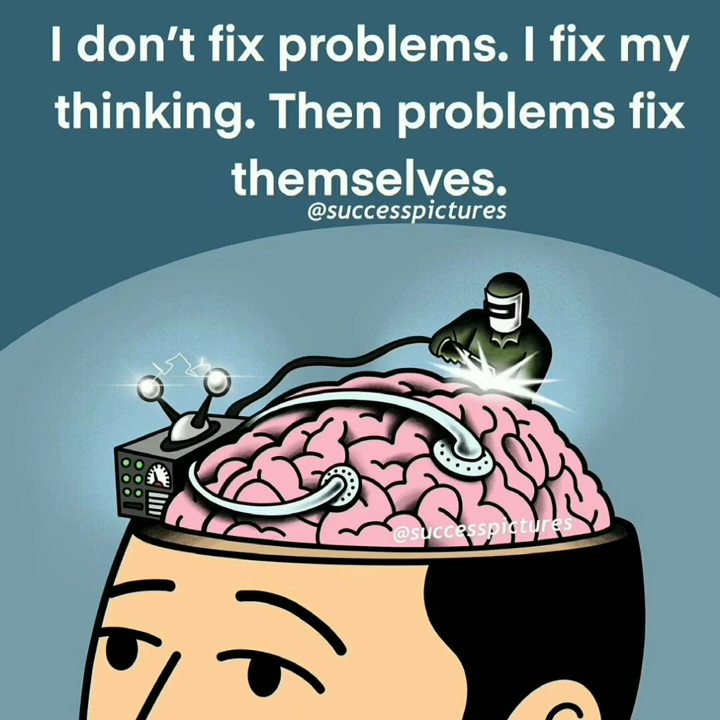 I don't fix problems. I fix my
thinking. Then problems fix
themselves.
@successpictures
@successpictures